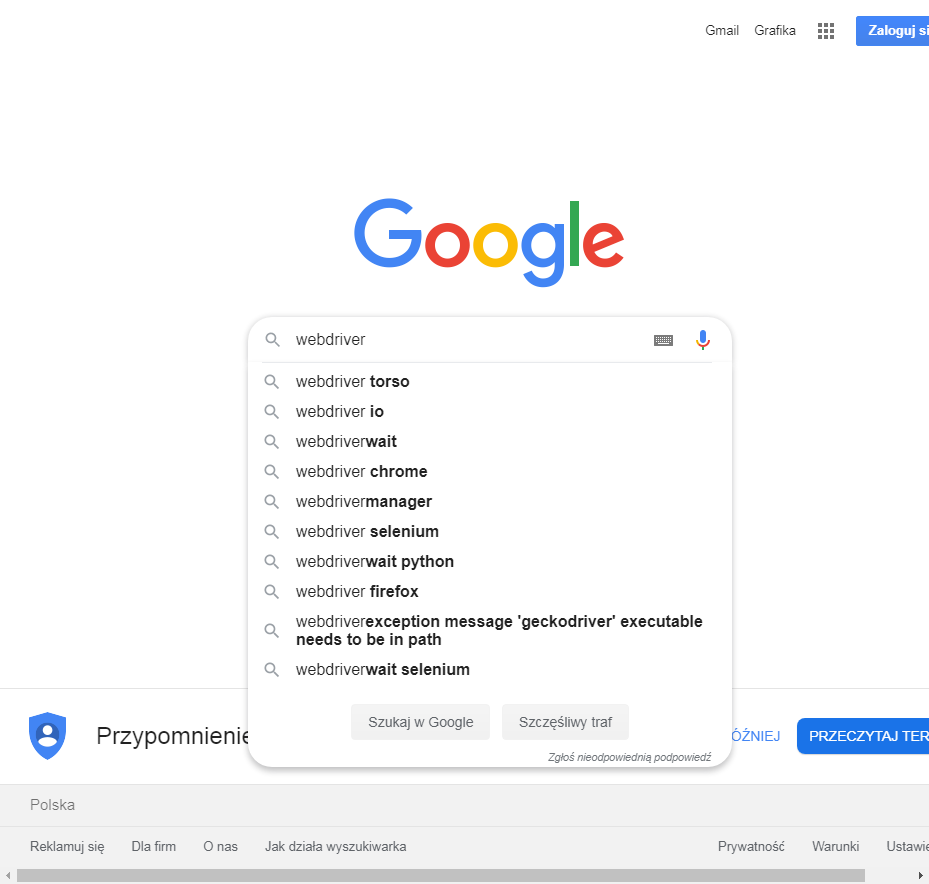 Gmail Grafika Zaloguj si
Google
webdriver
webdriver torso
webdriver io
webdriverwait
webdriver chrome
webdrivermanager
webdriver selenium
webdriverwait python
webdriver firefox
webdriverexception message 'geckodriver' executable
needs to be in path
webdriverwait selenium
Szukaj w Google Szczęśliwy traf
Zgłoś nieodpowiednią podpowiedź
Przypomnienie ÓŹNIEJ PRZECZYTAJ TER
Polska
Reklamuj się Dla firm O nas Jak działa wyszukiwarka Prywatność Warunki Ustawie